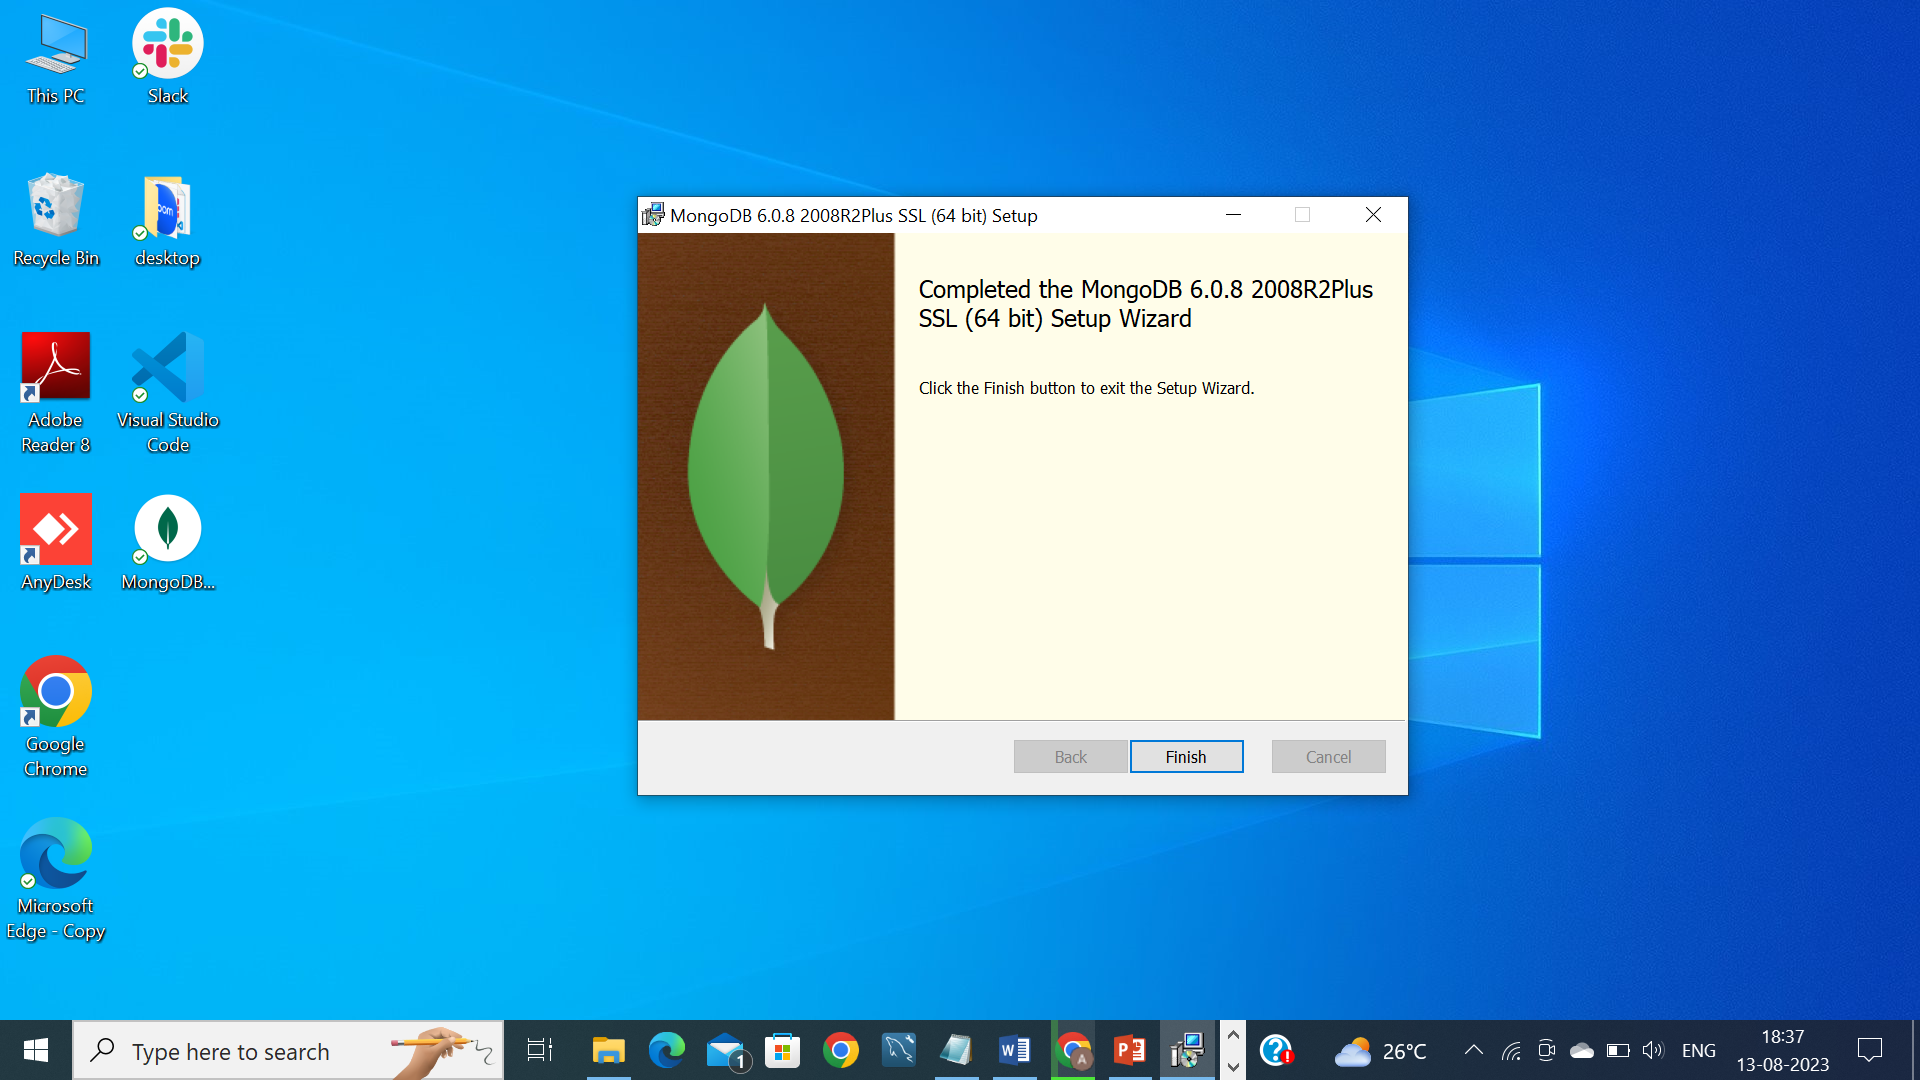 This PC
Slack
Recycle Bin
desktop
Adobe
Reader 8
Visual Studio
Code
AnyDesk
MongoDB...
Google
Chrome
Microsoft
Edge - Copy
MongoDB 6.0.8 2008R2Plus SSL (64 bit) Setup
Completed the MongoDB 6.0.8 2008R2Plus
SSL (64 bit) Setup Wizard
Click the Finish button to exit the Setup Wizard.
Back
Finish
Cancel
Type here to search
1
A
26°C
ENG
18:37
13-08-2023